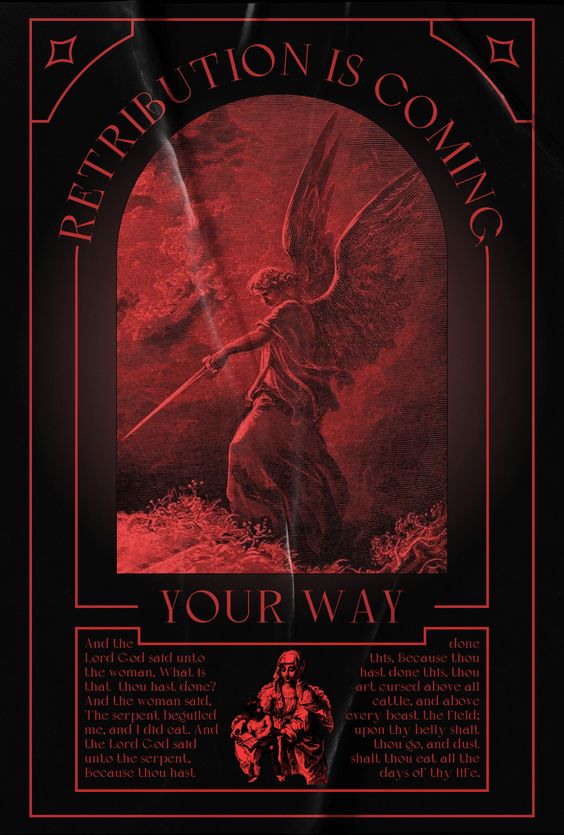 RETRIBUTION IS COMING
YOUR WAY
And the
Lord God said unto
the woman, What is
that thou hast done?
And the woman said,
The serpent beguiled
me, and I did eat. And
the Lord God said
unto the serpent,
because thou hast
done
this, Because thou
hast done this, thou
art cursed above all
cattle, and above
every beast the field;
upon thy belly shalt
thou go, and dust
shalt thou eat all the
days of thy life.